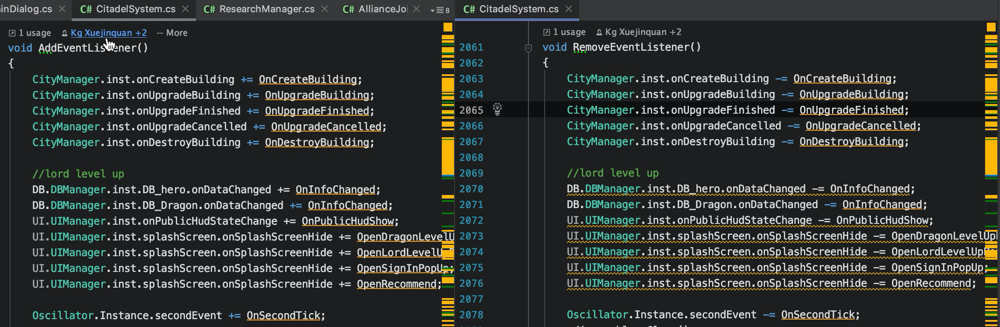 inDialog.cs
C# CitadelSystem.cs
C# ResearchManager.cs
C# AllianceJoi
8
1 usage Kg Xuejinquan +2 ··· More
void AddEventListener()
{
CityManager.inst.onCreateBuilding += OnCreateBuilding;
CityManager.inst.onUpgradeBuilding += OnUpgradeBuilding;
CityManager.inst.onUpgradeFinished += OnUpgradeFinished;
CityManager.inst.onUpgradeCancelled += OnUpgradeCancelled;
CityManager.inst.onDestroyBuilding += OnDestroyBuilding;
//lord level up
DB.DBManager.inst.DB_hero.onDataChanged += OnInfoChanged;
DB.DBManager.inst.DB_Dragon.onDataChanged += OnInfoChanged;
UI.UIManager.inst.onPublicHudStateChange += OnPublicHudShow;
UI.UIManager.inst.splashScreen.onSplashScreenHide += OpenDragonLevelU
UI.UIManager.inst.splashScreen.onSplashScreenHide += OpenLordLevelU
UI.UIManager.inst.splashScreen.onSplashScreenHide += OpenSignInPopUp;
UI.UIManager.inst.splashScreen.onSplashScreenHide += OpenRecommend;
Oscillator.Instance.secondEvent += OnSecondTick;
C# CitadelSystem.cs
1 usage Kg Xuejinquan +2
2061 void RemoveEventListener()
2062 {
2063 CityManager.inst.onCreateBuilding -= OnCreateBuilding;
2064 CityManager.inst.onUpgradeBuilding -= OnUpgradeBuilding;
2065 CityManager.inst.onUpgradeFinished -= OnUpgradeFinished;
2066 CityManager.inst.onUpgradeCancelled -= OnUpgradeCancelled;
2067 CityManager.inst.onDestroyBuilding -= OnDestroyBuilding;
2068
2069 //lord level up
2070 DB.DBManager.inst.DB_hero.onDataChanged -= OnInfoChanged;
2071 DB.DBManager.inst.DB_Dragon.onDataChanged -= OnInfoChanged;
2072 UI.UIManager.inst.onPublicHudStateChange -= OnPublicHudShow;
2073 UI.UIManager.inst.splashScreen.onSplashScreenHide -= OpenDragonLevelUp
2074 UI.UIManager.inst.splashScreen.onSplashScreenHide -= OpenLordLevelUp
2075 UI.UIManager.inst.splashScreen.onSplashScreenHide -= OpenSignInPopUp;
2076 UI.UIManager.inst.splashScreen.onSplashScreenHide -= OpenRecommend;
2077
2078 Oscillator.Instance.secondEvent -= OnSecondTick;